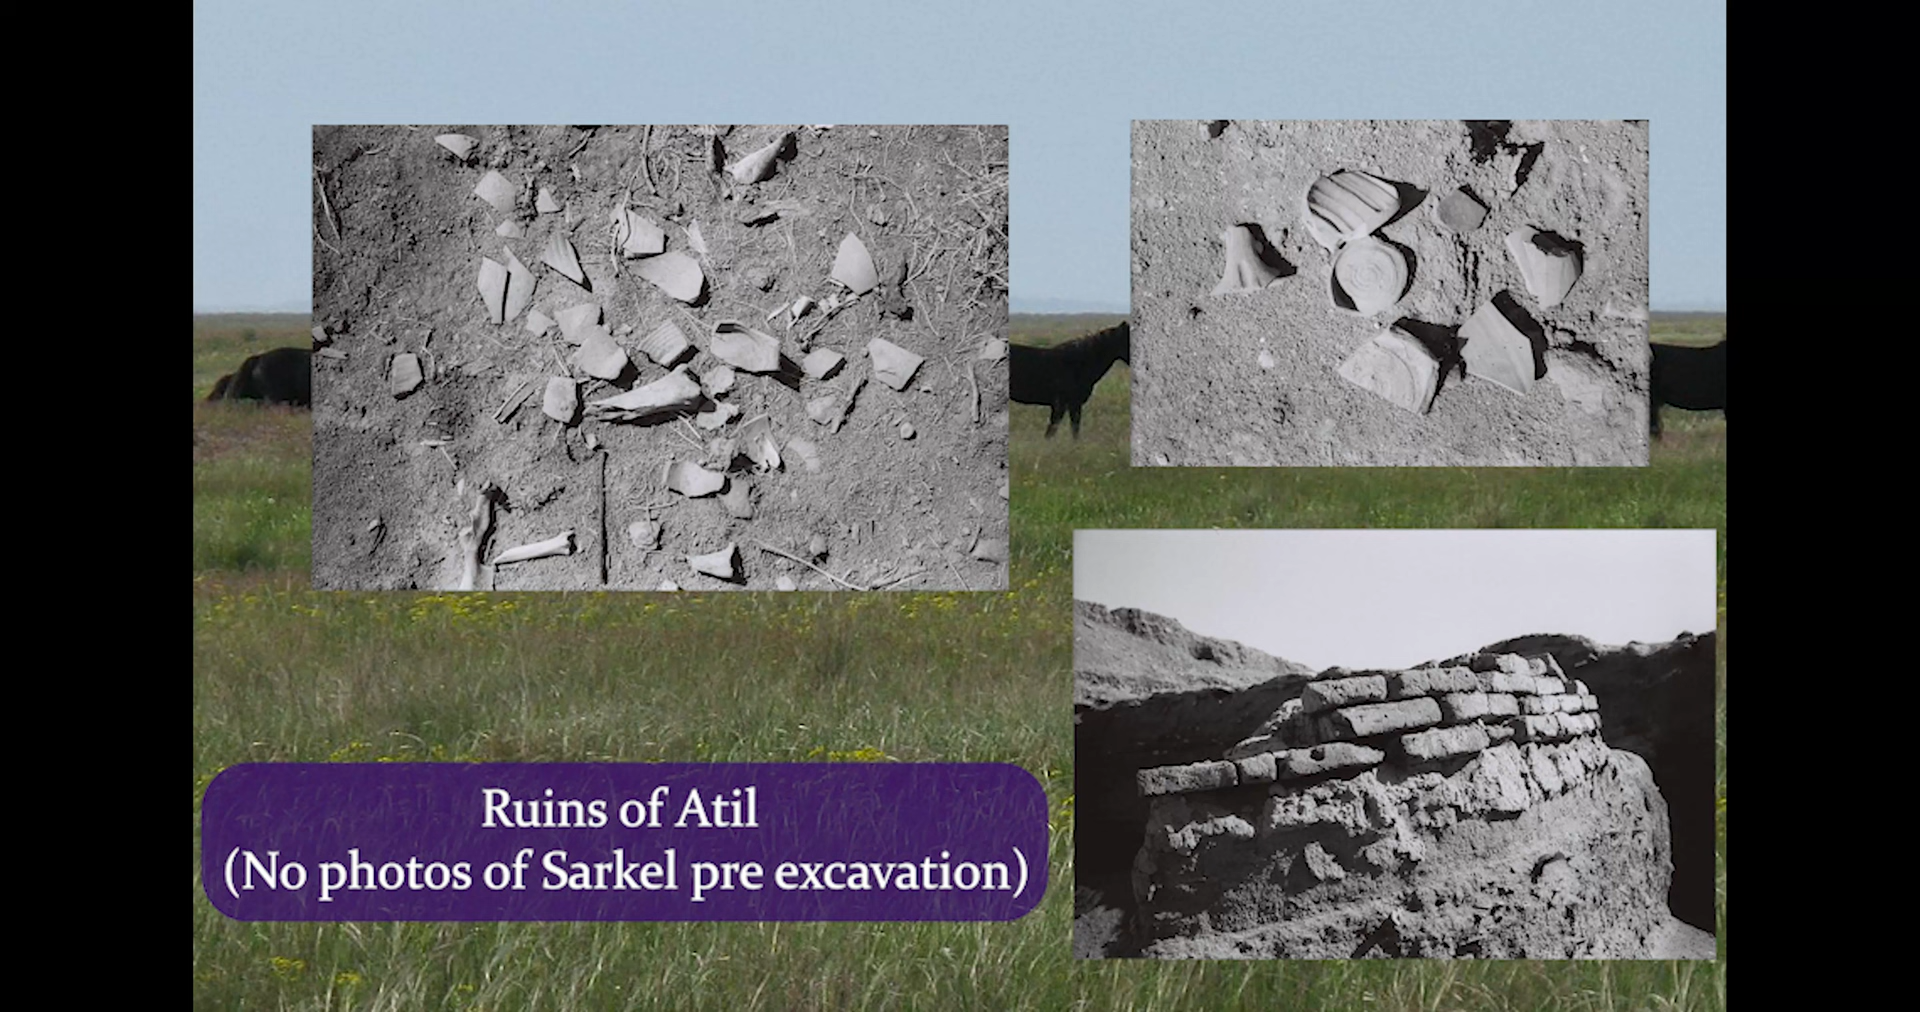 Ruins of Atil
(No photos of Sarkel pre excavation)